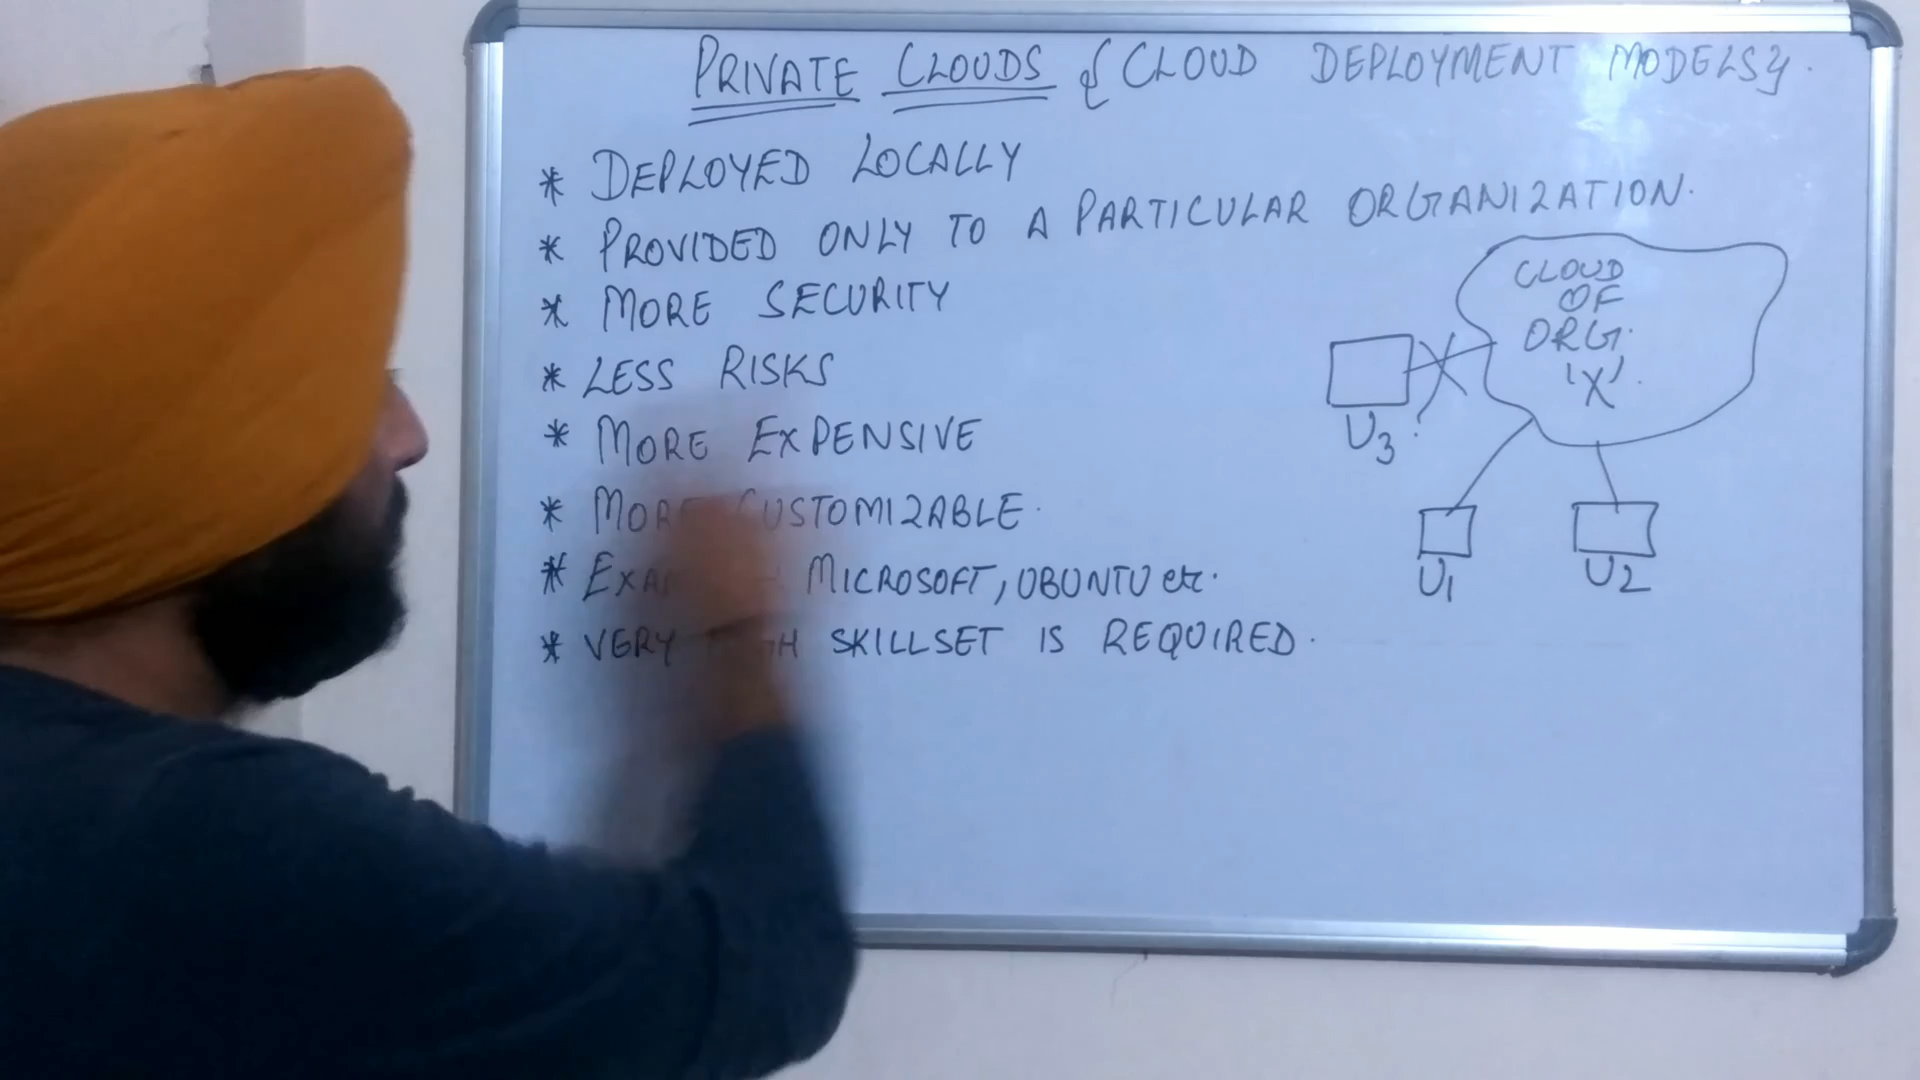 PRIVATE CLOUDS {CLOUD DEPLOYMENT MODELS}.
* DEPLOYED LOCALLY
* PROVIDED ONLY TO A PARTICULAR ORGANIZATION.
* MORE SECURITY
* LESS RISKS
* MORE EXPENSIVE
* MORE CUSTOMIZABLE.
* MICROSOFT, UBUNTU etc.
* VERY SKILLSET IS REQUIRED.
CLOUD
OF
ORG.
'X'.
U3.
U1
U2